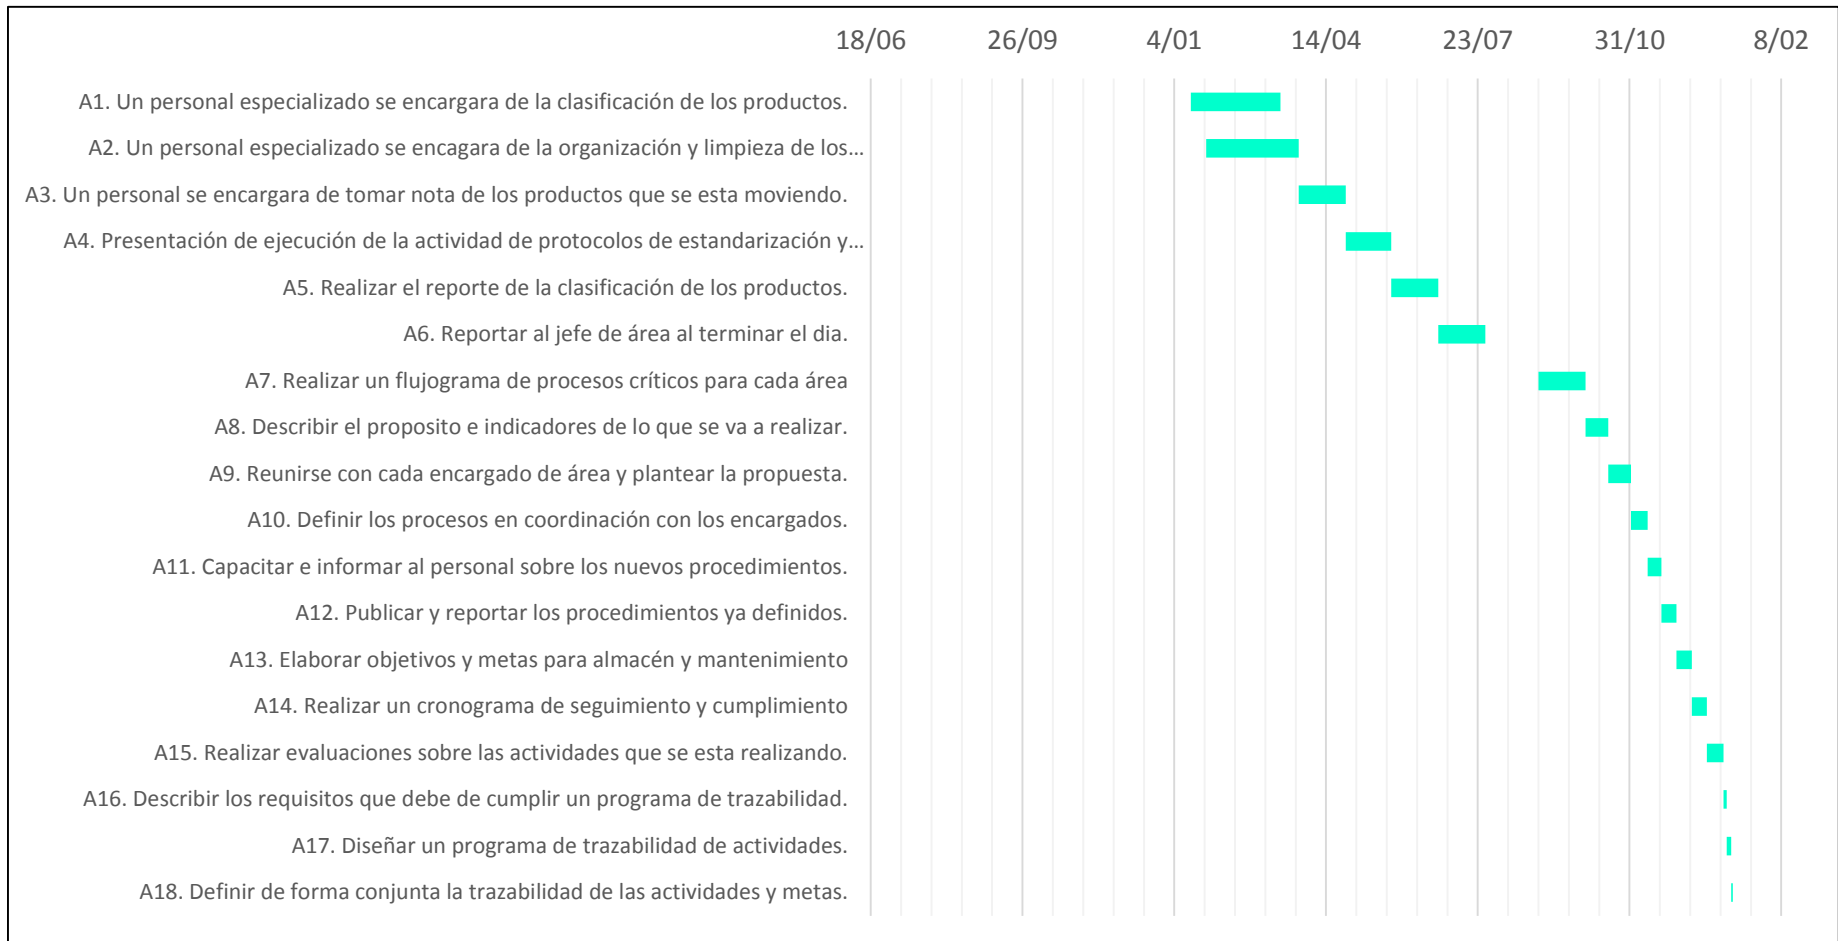 18/06 26/09 4/01 14/04 23/07 31/10 8/02
A1. Un personal especializado se encargara de la clasificación de los productos.
A2. Un personal especializado se encagara de la organización y limpieza de los…
A3. Un personal se encargara de tomar nota de los productos que se esta moviendo.
A4. Presentación de ejecución de la actividad de protocolos de estandarización y…
A5. Realizar el reporte de la clasificación de los productos.
A6. Reportar al jefe de área al terminar el dia.
A7. Realizar un flujograma de procesos críticos para cada área
A8. Describir el proposito e indicadores de lo que se va a realizar.
A9. Reunirse con cada encargado de área y plantear la propuesta.
A10. Definir los procesos en coordinación con los encargados.
A11. Capacitar e informar al personal sobre los nuevos procedimientos.
A12. Publicar y reportar los procedimientos ya definidos.
A13. Elaborar objetivos y metas para almacén y mantenimiento
A14. Realizar un cronograma de seguimiento y cumplimiento
A15. Realizar evaluaciones sobre las actividades que se esta realizando.
A16. Describir los requisitos que debe de cumplir un programa de trazabilidad.
A17. Diseñar un programa de trazabilidad de actividades.
A18. Definir de forma conjunta la trazabilidad de las actividades y metas.